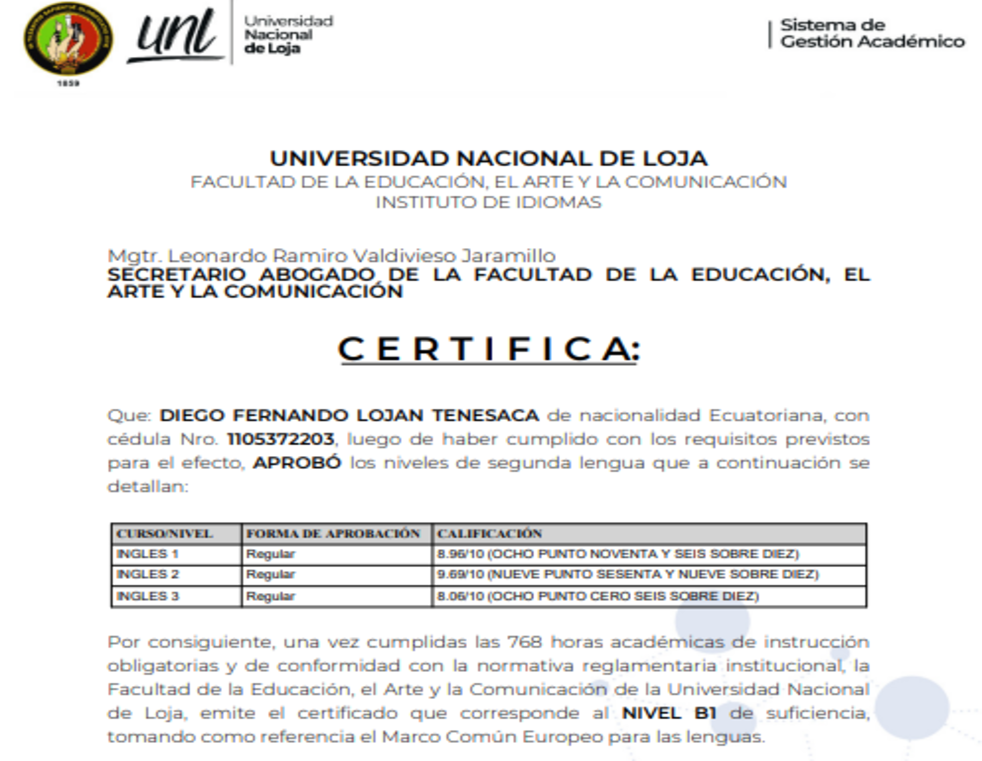 unl
Universidad
Nacional
de Loja
1859
Sistema de
Gestión Académico
UNIVERSIDAD NACIONAL DE LOJA
FACULTAD DE LA EDUCACIÓN, EL ARTE Y LA COMUNICACIÓN
INSTITUTO DE IDIOMAS
Mgtr. Leonardo Ramiro Valdivieso Jaramillo
SECRETARIO ABOGADO DE LA FACULTAD DE LA EDUCACIÓN, EL
ARTE Y LA COMUNICACIÓN
C E R T I F I C A:
Que: DIEGO FERNANDO LOJAN TENESACA de nacionalidad Ecuatoriana, con
cédula Nro. 1105372203, luego de haber cumplido con los requisitos previstos
para el efecto, APROBÓ los niveles de segunda lengua que a continuación se
detallan:
CURSO/NIVEL FORMA DE APROBACIÓN CALIFICACIÓN
INGLES 1 Regular 8.96/10 (OCHO PUNTO NOVENTA Y SEIS SOBRE DIEZ)
INGLES 2 Regular 9.69/10 (NUEVE PUNTO SESENTA Y NUEVE SOBRE DIEZ)
INGLES 3 Regular 8.06/10 (OCHO PUNTO CERO SEIS SOBRE DIEZ)
Por consiguiente, una vez cumplidas las 768 horas académicas de instrucción
obligatorias y de conformidad con la normativa reglamentaria institucional, la
Facultad de la Educación, el Arte y la Comunicación de la Universidad Nacional
de Loja, emite el certificado que corresponde al NIVEL B1 de suficiencia,
tomando como referencia el Marco Común Europeo para las lenguas.